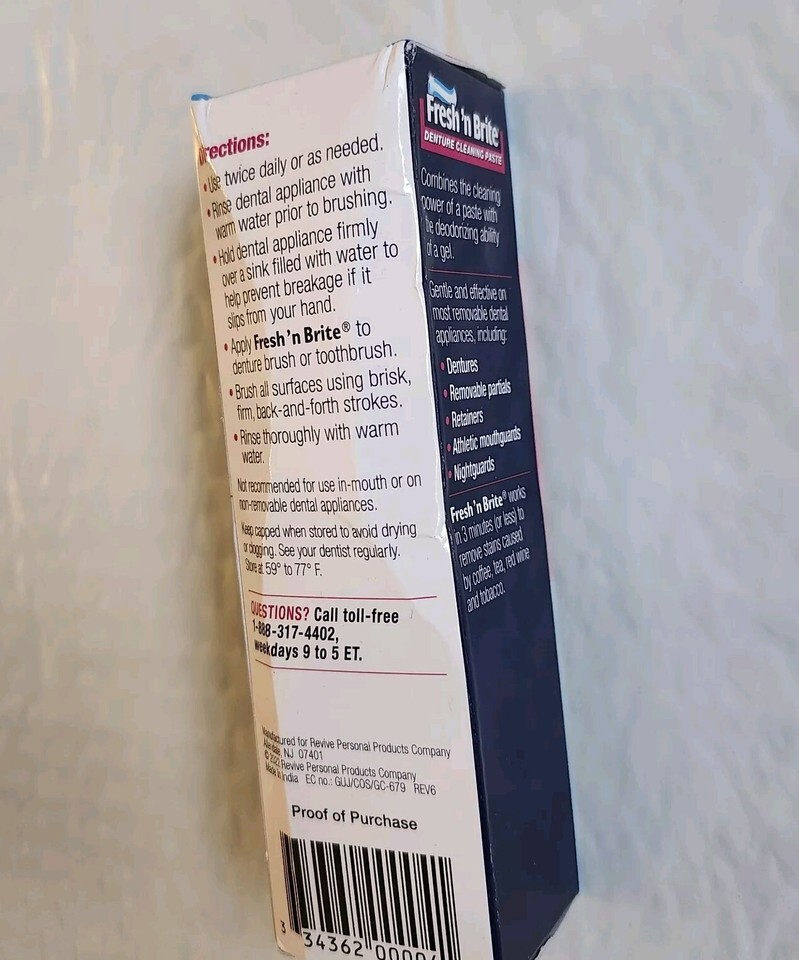 Directions:
• Use twice daily or as needed.
• Rinse dental appliance with
warm water prior to brushing.
• Hold dental appliance firmly
over a sink filled with water to
help prevent breakage if it
slips from your hand.
• Apply Fresh 'n Brite® to
denture brush or toothbrush.
• Brush all surfaces using brisk,
firm, back-and-forth strokes.
• Rinse thoroughly with warm
water.
Not recommended for use in-mouth or on
non-removable dental appliances.
Keep capped when stored to avoid drying
or clogging. See your dentist regularly.
Store at 59° to 77° F.
QUESTIONS? Call toll-free
1-888-317-4402,
weekdays 9 to 5 ET.
Manufactured for Revive Personal Products Company
Allendale, NJ 07401
© 2022 Revive Personal Products Company
Made in India EC no.: GUJ/COS/GC-679 REV6
Proof of Purchase
3 34362 0000
Fresh 'n Brite
DENTURE CLEANING PASTE
Combines the cleaning
power of a paste with
the deodorizing ability
of a gel.
Gentle and effective on
most removable dental
appliances, including:
• Dentures
• Removable partials
• Retainers
• Athletic mouthguards
• Nightguards
Fresh 'n Brite® works
in 3 minutes (or less) to
remove stains caused
by coffee, tea, red wine
and tobacco.